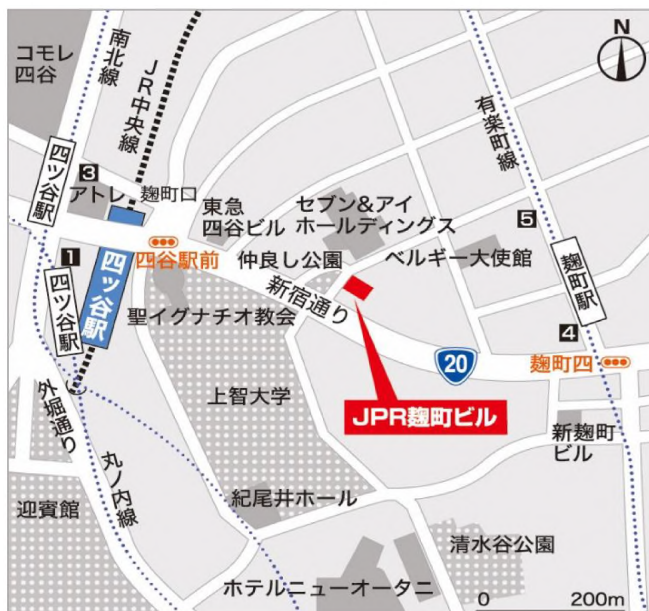 コモレ
四谷
南北線
JR中央線
N
有楽町線
四ツ谷駅
3
アトレ
麹町口
東急
四谷ビル
セブン&アイ
ホールディングス
5
1
四ツ谷駅
四ツ谷駅
四谷駅前
仲良し公園
ベルギー大使館
麹町駅
新宿通り
聖イグナチオ教会
4
20
麹町四
外堀通り
上智大学
JPR麹町ビル
新麹町
ビル
丸ノ内線
迎賓館
紀尾井ホール
清水谷公園
ホテルニューオータニ
0 200m